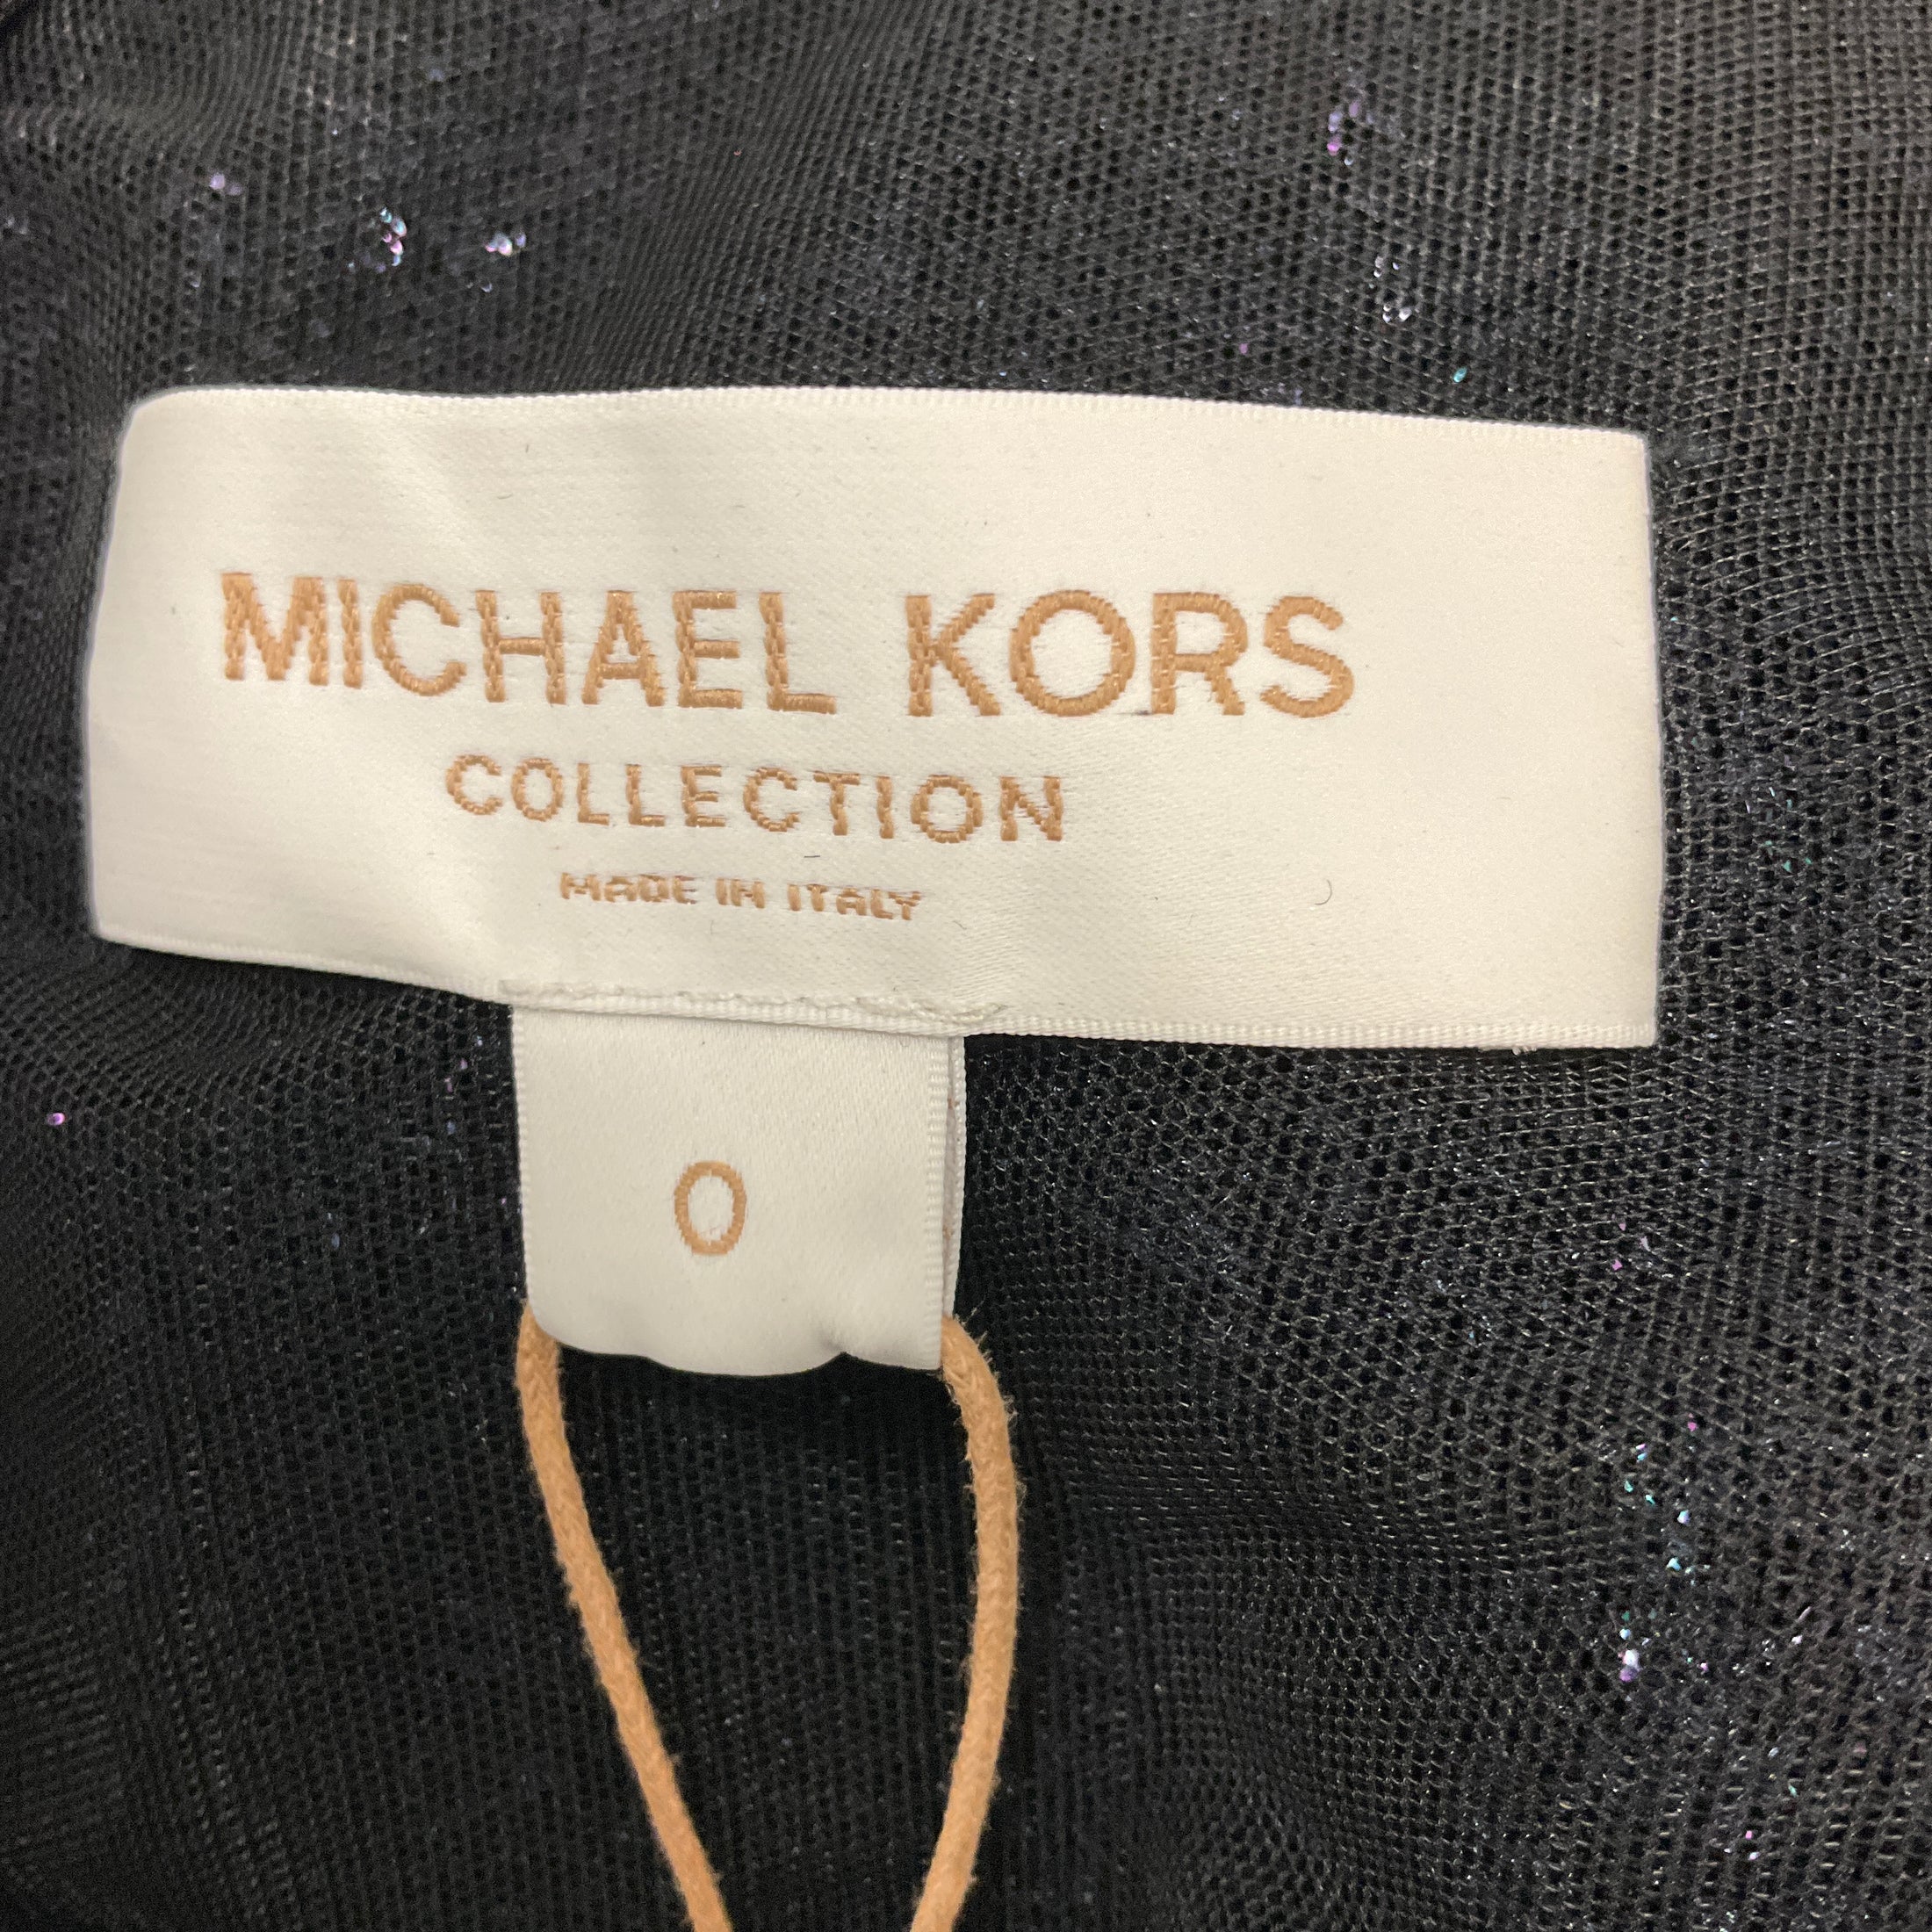 MICHAEL KORS
COLLECTION
MADE IN ITALY
0